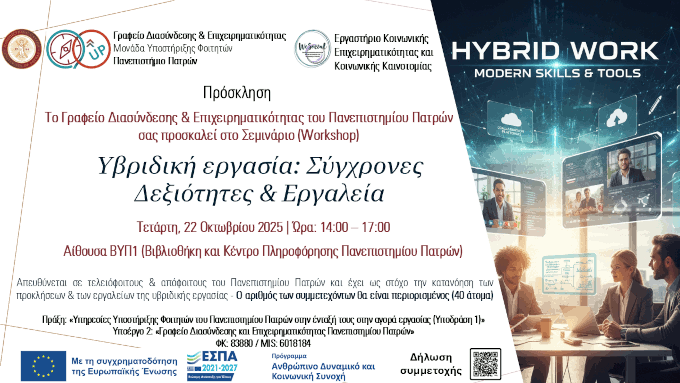 Γραφείο Διασύνδεσης & Επιχειρηματικότητας
Μονάδα Υποστήριξης Φοιτητών
Πανεπιστήμιο Πατρών
UP
Εργαστήριο Κοινωνικής
Επιχειρηματικότητας και
Κοινωνικής Καινοτομίας
HYBRID WORK
MODERN SKILLS & TOOLS
Πρόσκληση
Το Γραφείο Διασύνδεσης & Επιχειρηματικότητας του Πανεπιστημίου Πατρών
σας προσκαλεί στο Σεμινάριο (Workshop)
Υβριδική εργασία: Σύγχρονες
Δεξιότητες & Εργαλεία
Τετάρτη, 22 Οκτωβρίου 2025 | Ώρα: 14:00 – 17:00
Αίθουσα ΒΥΠ1 (Βιβλιοθήκη και Κέντρο Πληροφόρησης Πανεπιστημίου Πατρών)
Απευθύνεται σε τελειόφοιτους & απόφοιτους του Πανεπιστημίου Πατρών και έχει ως στόχο την κατανόηση των
προκλήσεων & των εργαλείων της υβριδικής εργασίας - Ο αριθμός των συμμετεχόντων θα είναι περιορισμένος (40 άτομα)
Πράξη: «Υπηρεσίες Υποστήριξης Φοιτητών του Πανεπιστημίου Πατρών στην ένταξή τους στην αγορά εργασίας (Υποδράση 1)»
Υποέργο 2: «Γραφείο Διασύνδεσης και Επιχειρηματικότητας Πανεπιστημίου Πατρών»
ΦΚ: 83880 / MIS: 6018184
Με τη συγχρηματοδότηση
της Ευρωπαϊκής Ένωσης
ΕΣΠΑ
2021-2027
Πρόγραμμα
Ανθρώπινο Δυναμικό και
Κοινωνική Συνοχή
Δήλωση
συμμετοχής